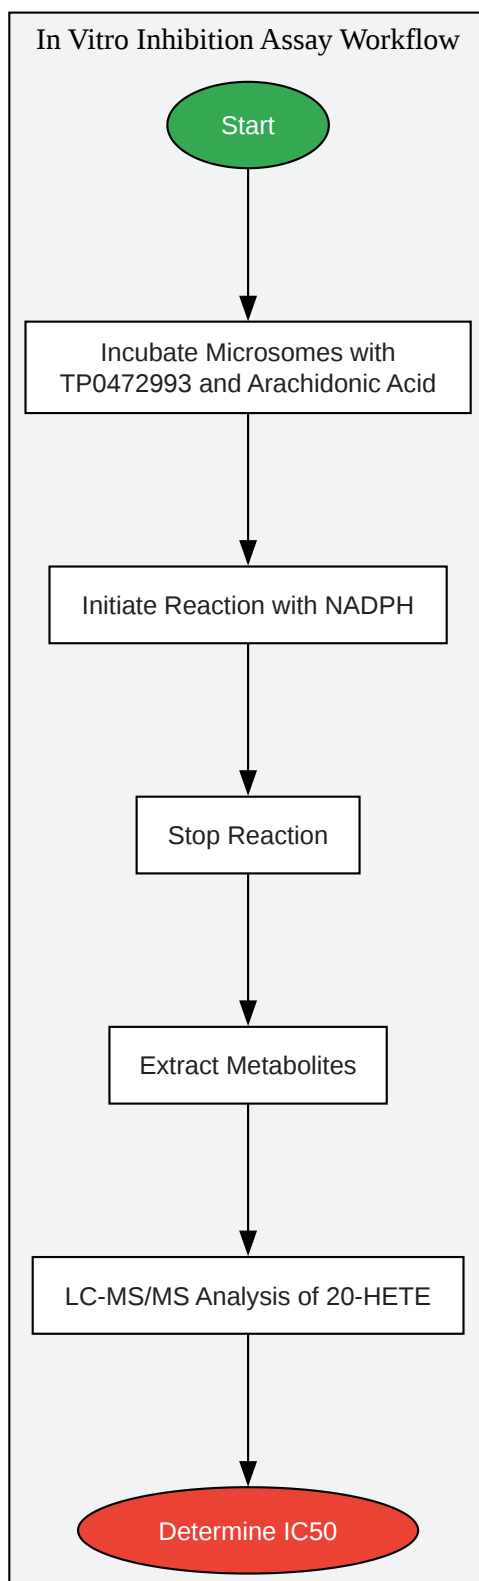 In Vitro Inhibition Assay Workflow
Start
Incubate Microsomes with
TP0472993 and Arachidonic Acid
Initiate Reaction with NADPH
Stop Reaction
Extract Metabolites
LC-MS/MS Analysis of 20-HETE
Determine IC50